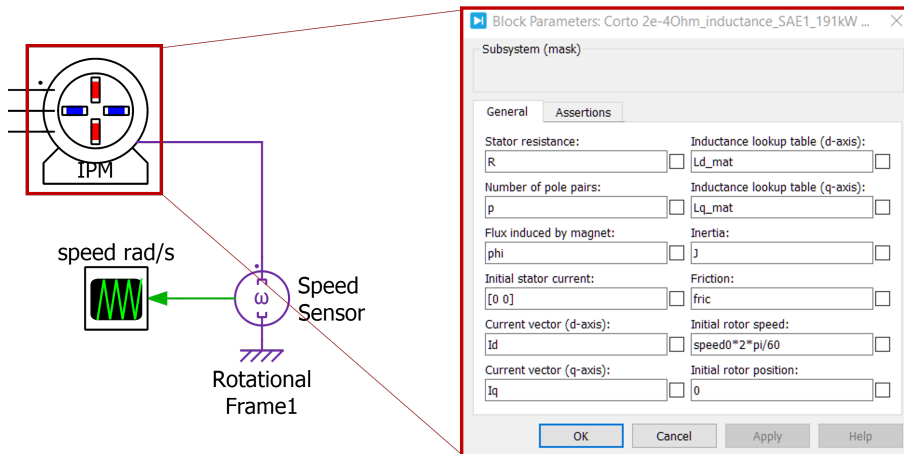 IPM
speed rad/s
ω
Speed
Sensor
Rotational
Frame1
Block Parameters: Corto 2e-4Ohm_inductance_SAE1_191kW ...
Subsystem (mask)
General Assertions
Stator resistance: Inductance lookup table (d-axis):
R Ld_mat
Number of pole pairs: Inductance lookup table (q-axis):
p Lq_mat
Flux induced by magnet: Inertia:
phi J
Initial stator current: Friction:
[0 0] fric
Current vector (d-axis): Initial rotor speed:
Id speed0*2*pi/60
Current vector (q-axis): Initial rotor position:
Iq 0
OK Cancel Apply Help